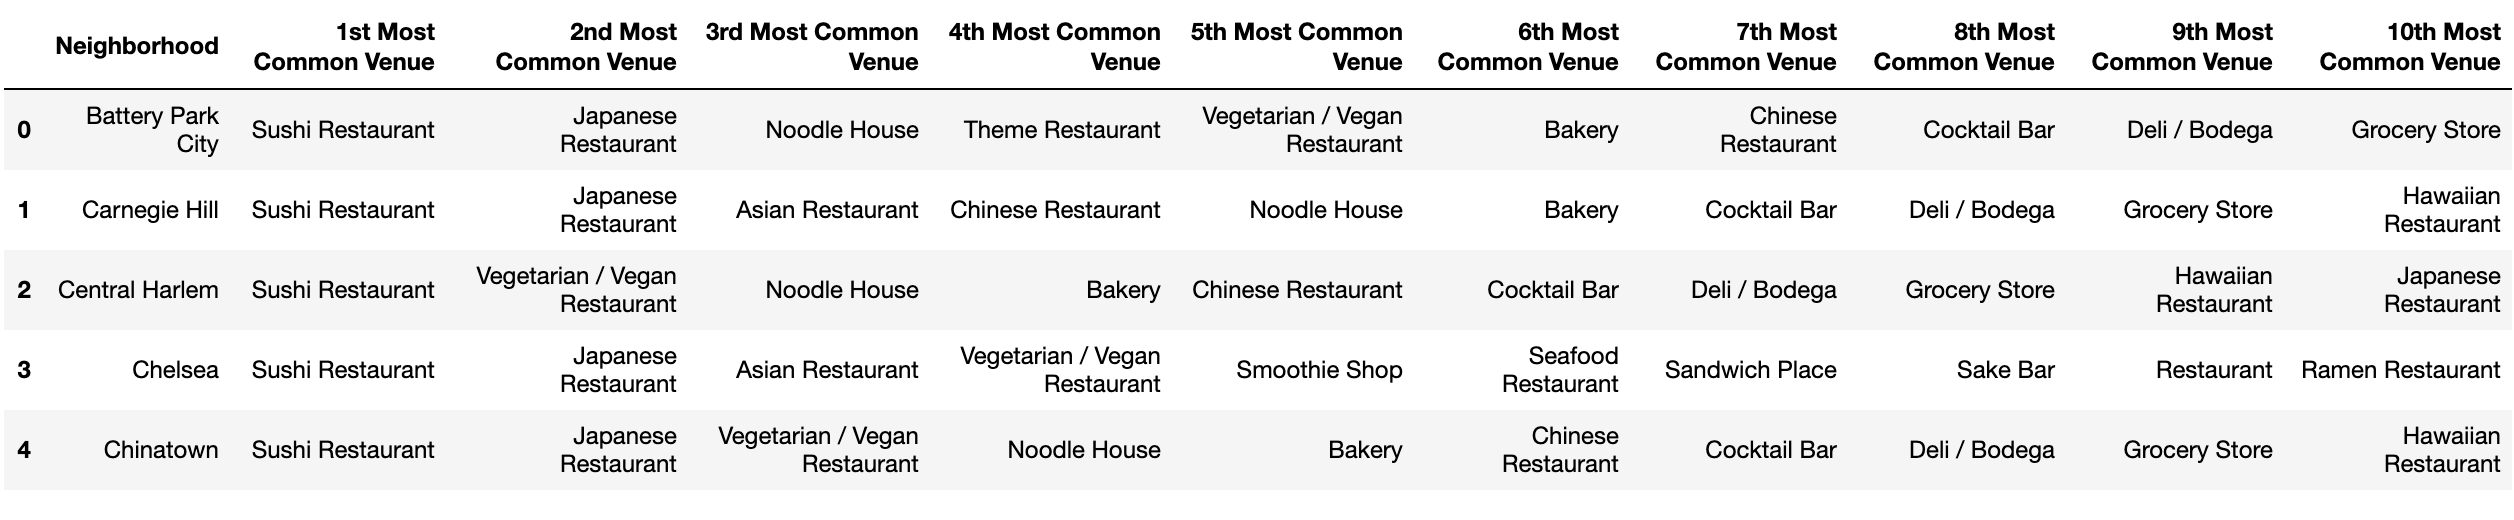 Neighborhood 1st Most Common Venue 2nd Most Common Venue 3rd Most Common Venue 4th Most Common Venue 5th Most Common Venue 6th Most Common Venue 7th Most Common Venue 8th Most Common Venue 9th Most Common Venue 10th Most Common Venue
0 Battery Park City Sushi Restaurant Japanese Restaurant Noodle House Theme Restaurant Vegetarian / Vegan Restaurant Bakery Chinese Restaurant Cocktail Bar Deli / Bodega Grocery Store
1 Carnegie Hill Sushi Restaurant Japanese Restaurant Asian Restaurant Chinese Restaurant Noodle House Bakery Cocktail Bar Deli / Bodega Grocery Store Hawaiian Restaurant
2 Central Harlem Sushi Restaurant Vegetarian / Vegan Restaurant Noodle House Bakery Chinese Restaurant Cocktail Bar Deli / Bodega Grocery Store Hawaiian Restaurant Japanese Restaurant
3 Chelsea Sushi Restaurant Japanese Restaurant Asian Restaurant Vegetarian / Vegan Restaurant Smoothie Shop Seafood Restaurant Sandwich Place Sake Bar Restaurant Ramen Restaurant
4 Chinatown Sushi Restaurant Japanese Restaurant Vegetarian / Vegan Restaurant Noodle House Bakery Chinese Restaurant Cocktail Bar Deli / Bodega Grocery Store Hawaiian Restaurant